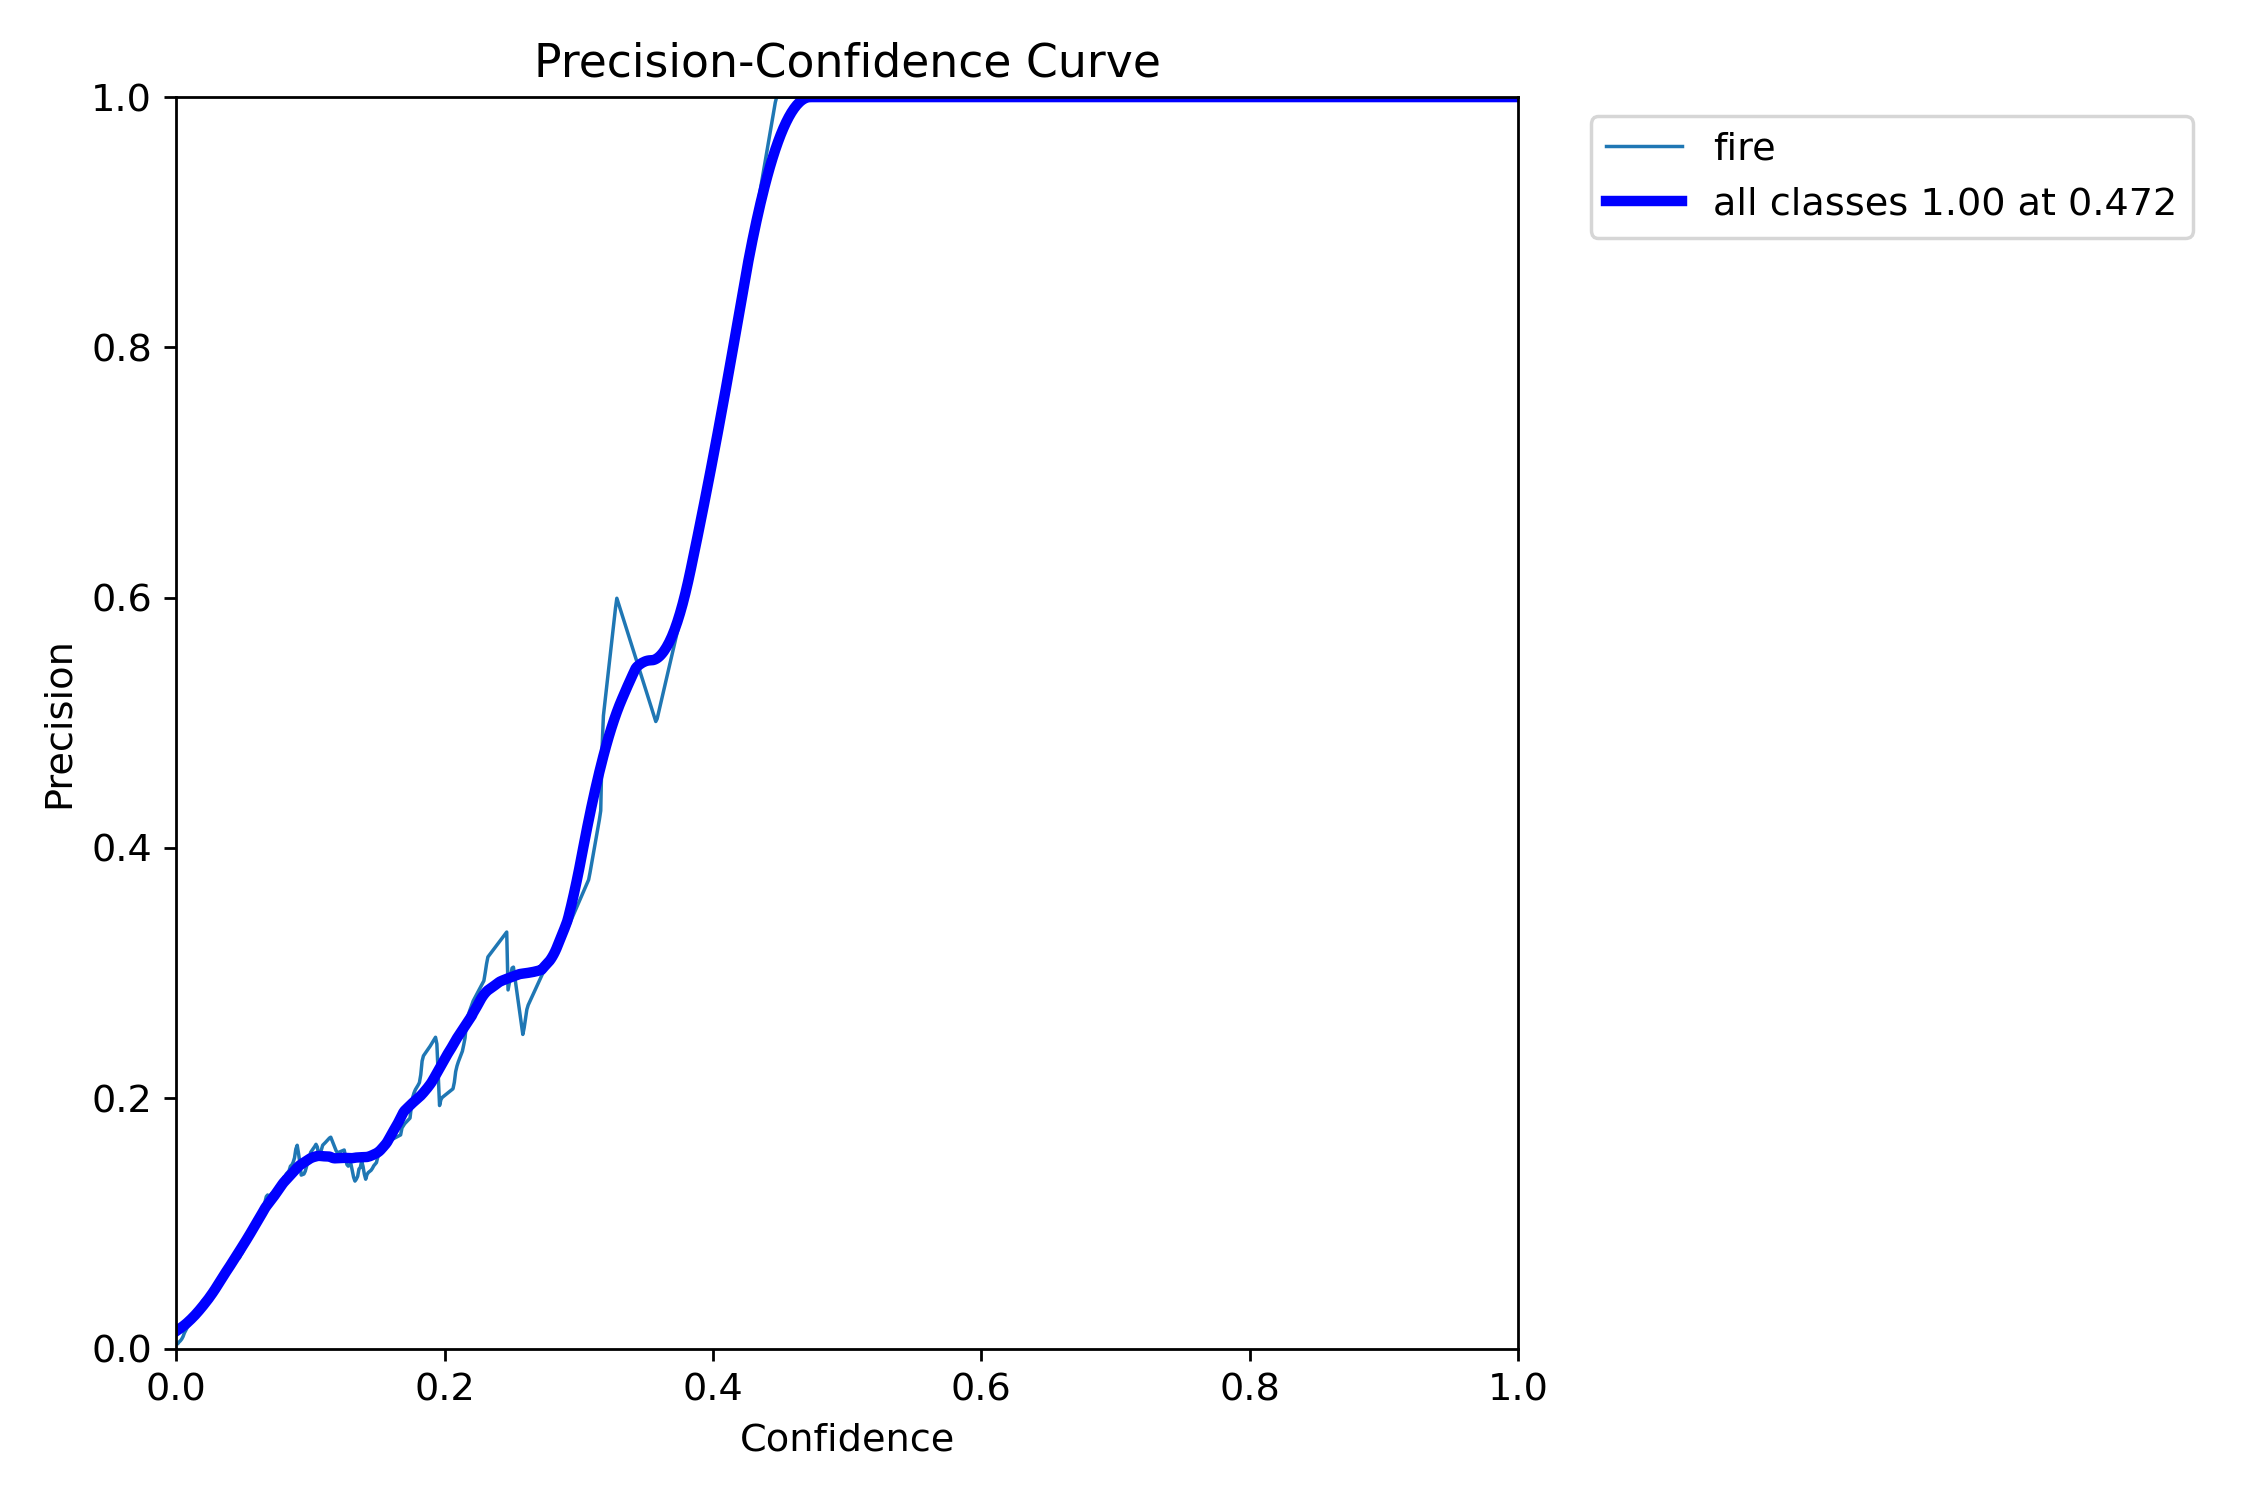 Precision-Confidence Curve
1.0
0.8
0.6
0.4
0.2
0.0
Precision
0.0 0.2 0.4 0.6 0.8 1.0
Confidence
fire
all classes 1.00 at 0.472